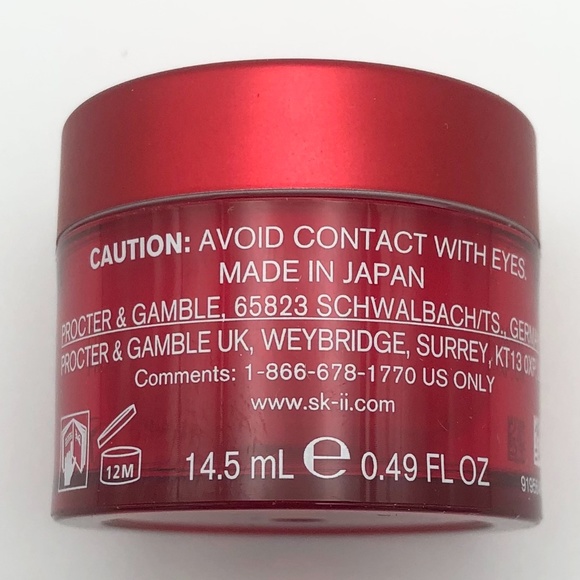 CAUTION: AVOID CONTACT WITH EYES.
MADE IN JAPAN
PROCTER & GAMBLE, 65823 SCHWALBACH/TS.,
PROCTER & GAMBLE UK, WEYBRIDGE, SURREY, KT13 0XP
Comments: 1-866-678-1770 US ONLY
www.sk-ii.com
12M
14.5 mL e 0.49 FL OZ